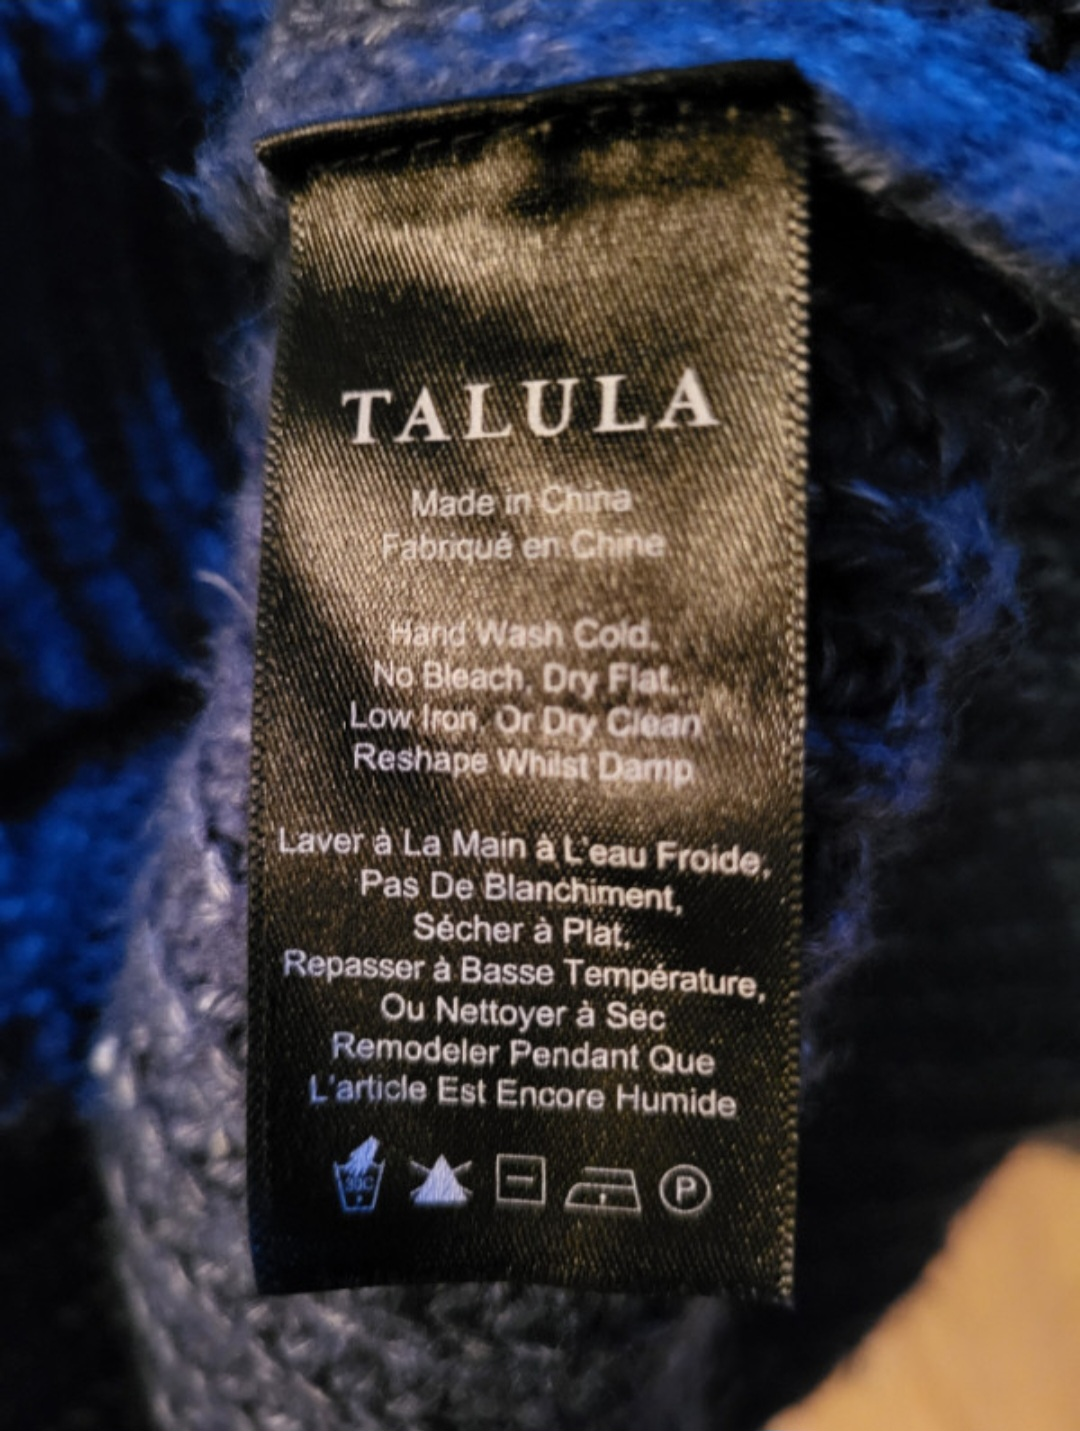 TALULA
Made in China
Fabriqué en Chine
Hand Wash Cold.
No Bleach, Dry Flat.
Low Iron, Or Dry Clean
Reshape Whilst Damp
Laver à La Main à L'eau Froide,
Pas De Blanchiment,
Sécher à Plat,
Repasser à Basse Température,
Ou Nettoyer à Sec
Remodeler Pendant Que
L'article Est Encore Humide
30C P